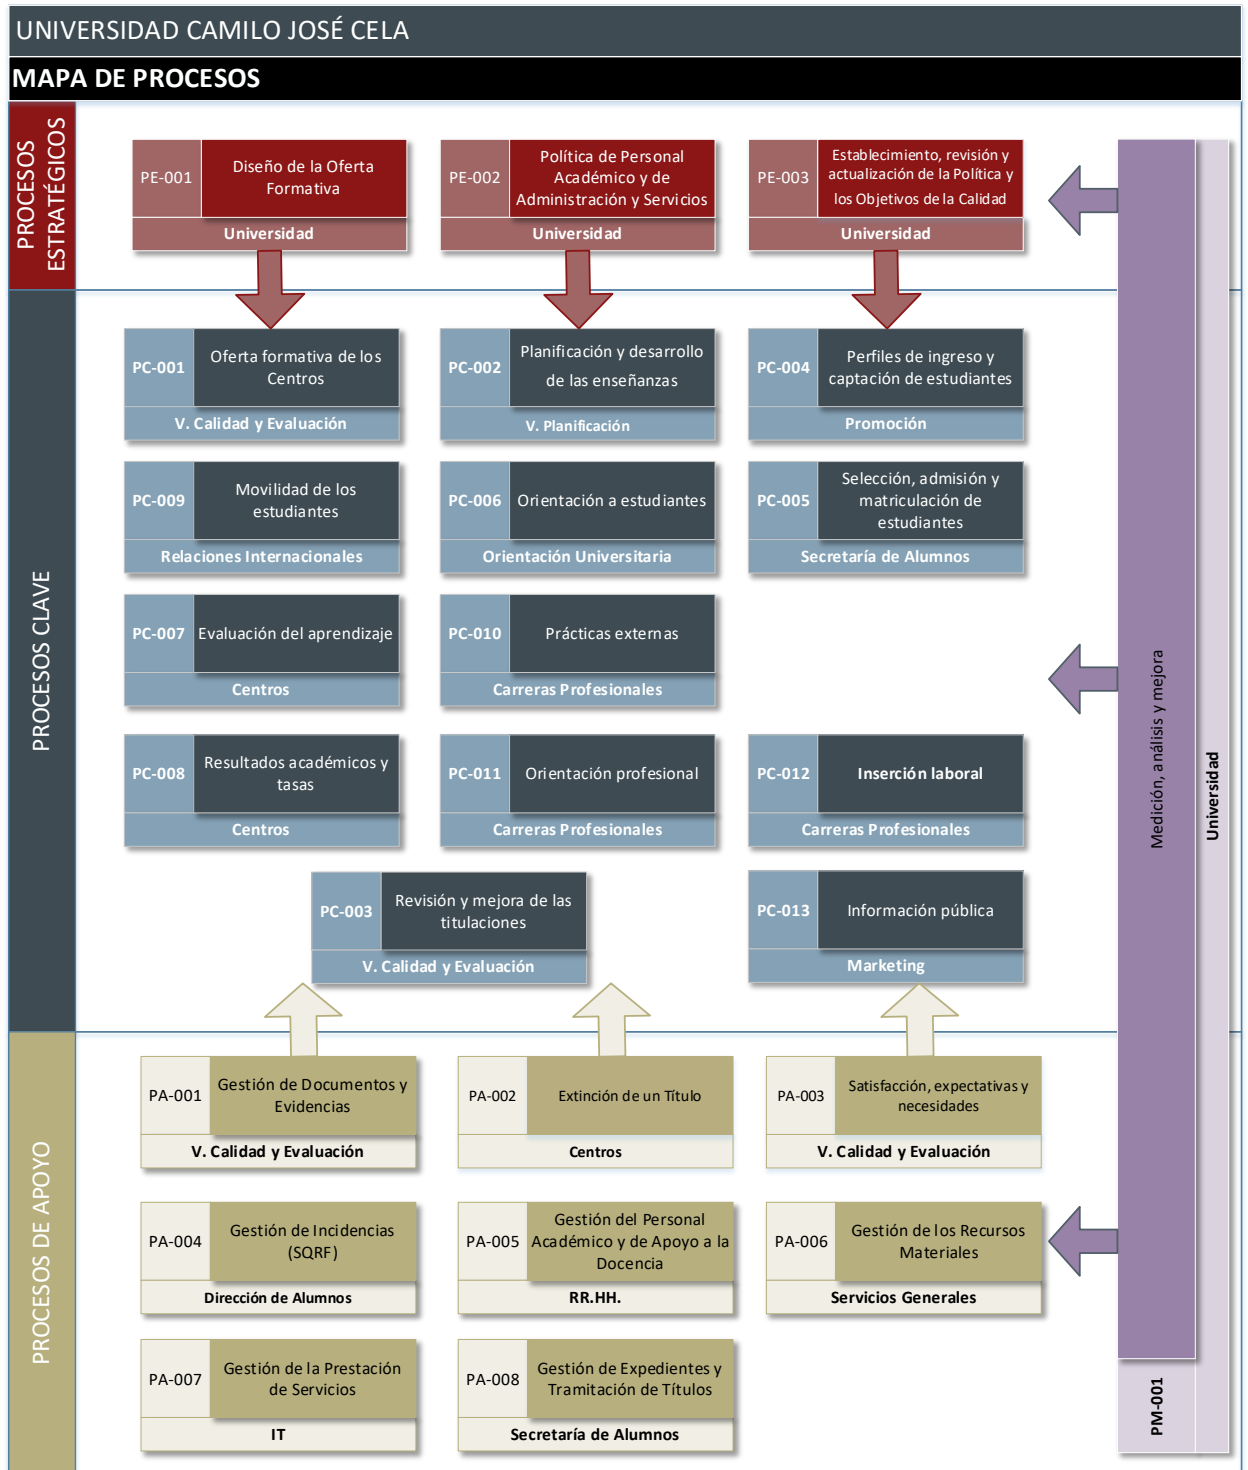 UNIVERSIDAD CAMILO JOSÉ CELA
MAPA DE PROCESOS
PROCESOS
ESTRATÉGICOS
PE-001
Diseño de la Oferta
Formativa
Universidad
PE-002
Política de Personal
Académico y de
Administración y Servicios
Universidad
PE-003
Establecimiento, revisión y
actualización de la Política y
los Objetivos de la Calidad
Universidad
PROCESOS CLAVE
PC-001
Oferta formativa de los
Centros
V. Calidad y Evaluación
PC-002
Planificación y desarrollo
de las enseñanzas
V. Planificación
PC-004
Perfiles de ingreso y
captación de estudiantes
Promoción
PC-009
Movilidad de los
estudiantes
Relaciones Internacionales
PC-006
Orientación a estudiantes
Orientación Universitaria
PC-005
Selección, admisión y
matriculación de
estudiantes
Secretaría de Alumnos
PC-007
Evaluación del aprendizaje
Centros
PC-010
Prácticas externas
Carreras Profesionales
PC-008
Resultados académicos y
tasas
Centros
PC-011
Orientación profesional
Carreras Profesionales
PC-012
Inserción laboral
Carreras Profesionales
PC-003
Revisión y mejora de las
titulaciones
V. Calidad y Evaluación
PC-013
Información pública
Marketing
PROCESOS DE APOYO
PA-001
Gestión de Documentos y
Evidencias
V. Calidad y Evaluación
PA-002
Extinción de un Título
Centros
PA-003
Satisfacción, expectativas y
necesidades
V. Calidad y Evaluación
PA-004
Gestión de Incidencias
(SQRF)
Dirección de Alumnos
PA-005
Gestión del Personal
Académico y de Apoyo a la
Docencia
RR.HH.
PA-006
Gestión de los Recursos
Materiales
Servicios Generales
PA-007
Gestión de la Prestación
de Servicios
IT
PA-008
Gestión de Expedientes y
Tramitación de Títulos
Secretaría de Alumnos
Medición, análisis y mejora
PM-001
Universidad